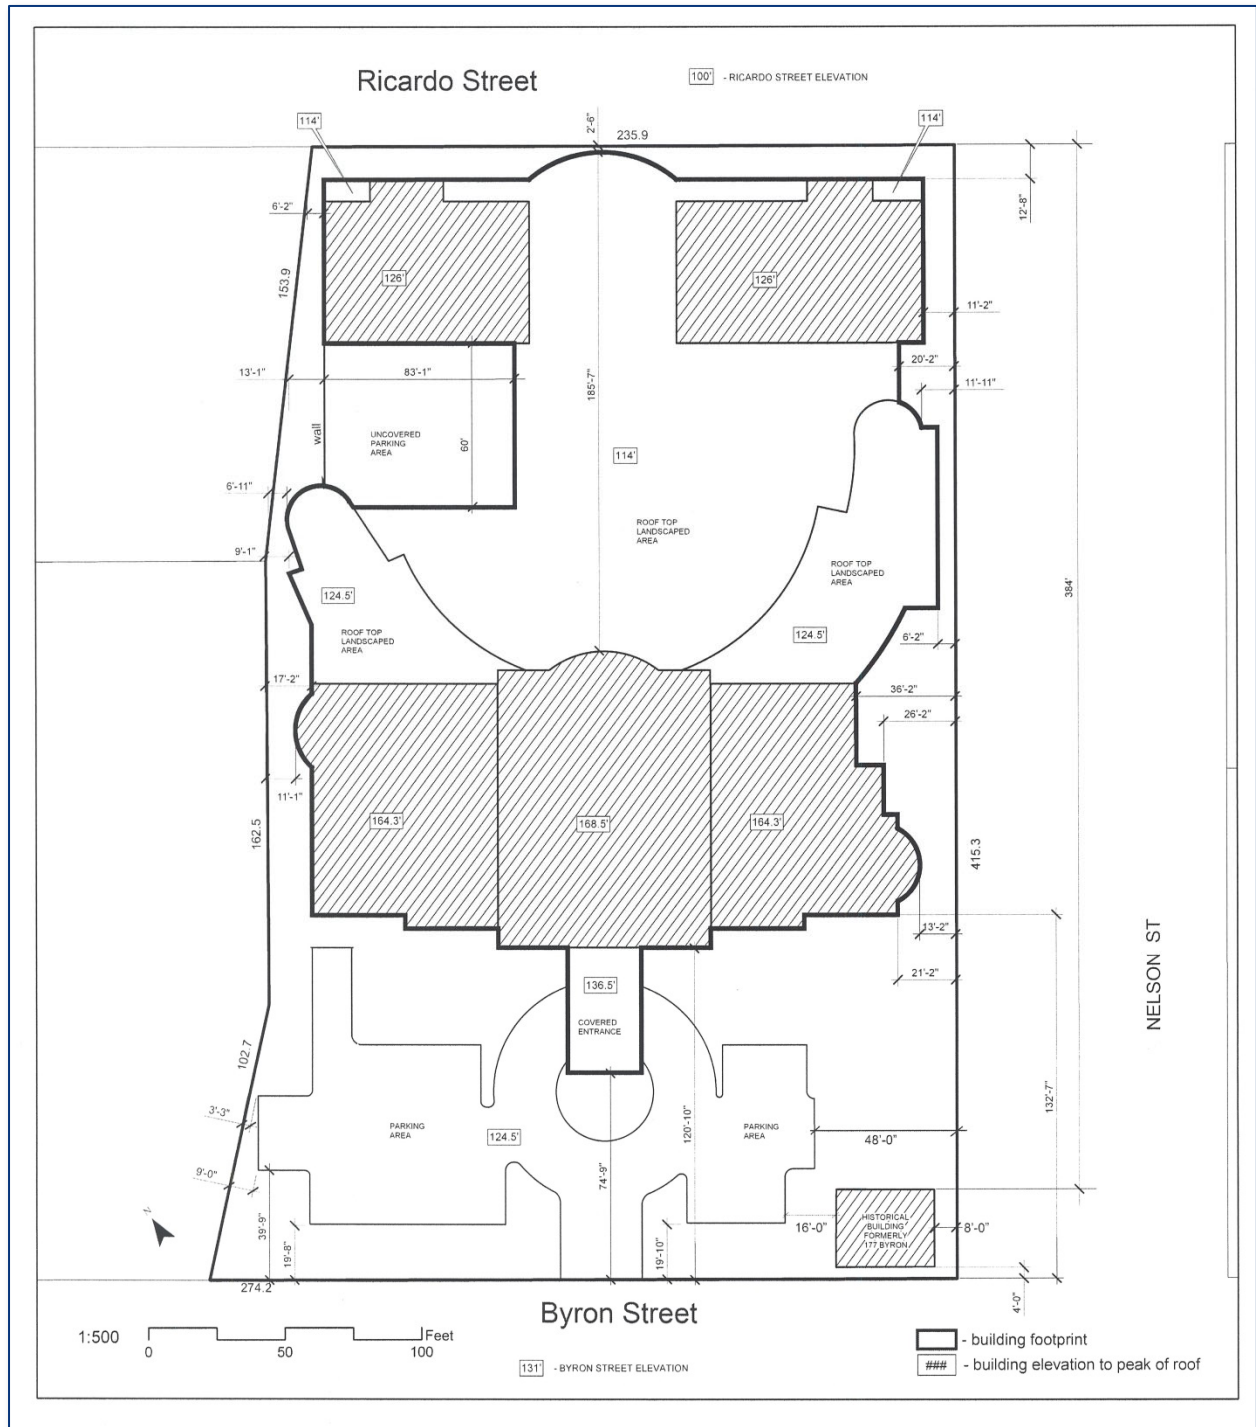 Ricardo Street
100' - RICARDO STREET ELEVATION
114'
2'-6"
235.9
114'
12'-8"
6'-2"
153.9
126'
126'
11'-2"
13'-1"
83'-1"
185'-7"
20'-2"
11'-11"
wall
UNCOVERED
PARKING
AREA
60'
114'
6'-11"
ROOF TOP
LANDSCAPED
AREA
9'-1"
ROOF TOP
LANDSCAPED
AREA
384'
124.5'
ROOF TOP
LANDSCAPED
AREA
124.5'
6'-2"
17'-2"
36'-2"
26'-2"
11'-1"
162.5
164.3'
168.5'
164.3'
415.3
13'-2"
21'-2"
NELSON ST
136.5'
COVERED
ENTRANCE
102.7
3'-3"
PARKING
AREA
124.5'
120'-10"
PARKING
AREA
132'-7"
48'-0"
9'-0"
74'-9"
N
39'-9"
19'-8"
19'-10"
16'-0"
HISTORICAL
BUILDING
FORMERLY
177 BYRON
8'-0"
274.2
4'-0"
Byron Street
1:500
Feet
0 50 100
131' - BYRON STREET ELEVATION
- building footprint
### - building elevation to peak of roof